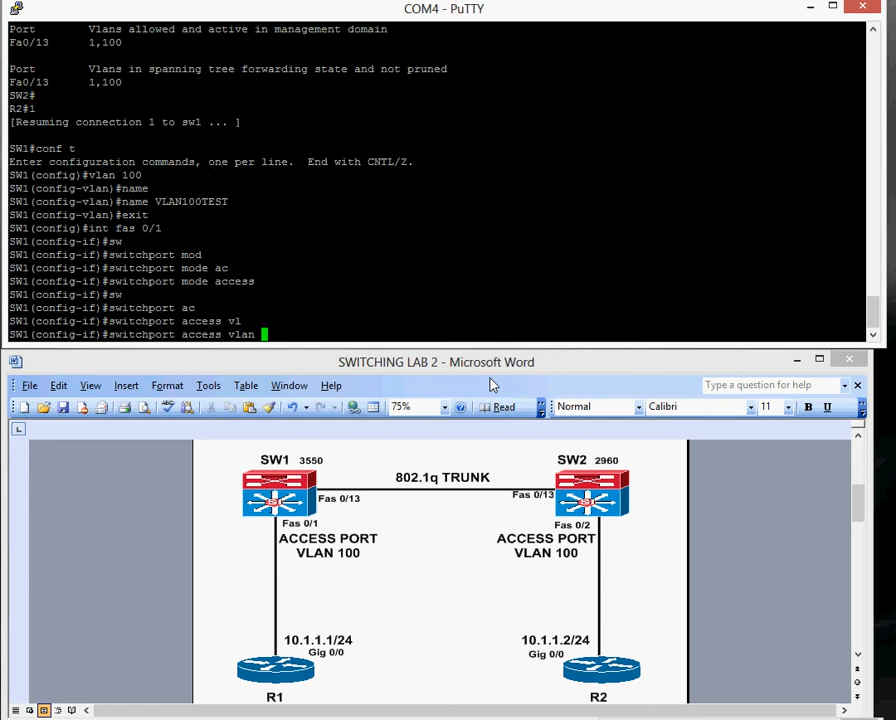 COM4 - PuTTY
Port Vlans allowed and active in management domain
Fa0/13 1,100
Port Vlans in spanning tree forwarding state and not pruned
Fa0/13 1,100
SW2#
R2#1
[Resuming connection 1 to sw1 ... ]
SW1#conf t
Enter configuration commands, one per line. End with CNTL/Z.
SW1(config)#vlan 100
SW1(config-vlan)#name
SW1(config-vlan)#name VLAN100TEST
SW1(config-vlan)#exit
SW1(config)#int fas 0/1
SW1(config-if)#sw
SW1(config-if)#switchport mod
SW1(config-if)#switchport mode ac
SW1(config-if)#switchport mode access
SW1(config-if)#sw
SW1(config-if)#switchport ac
SW1(config-if)#switchport access vl
SW1(config-if)#switchport access vlan
SWITCHING LAB 2 - Microsoft Word
File Edit View Insert Format Tools Table Window Help Type a question for help
75% Read Normal Calibri 11 B U
SW1 3550 SW2 2960
802.1q TRUNK
Fas 0/13 Fas 0/13
Fas 0/1 Fas 0/2
ACCESS PORT ACCESS PORT
VLAN 100 VLAN 100
10.1.1.1/24 10.1.1.2/24
Gig 0/0 Gig 0/0
R1 R2